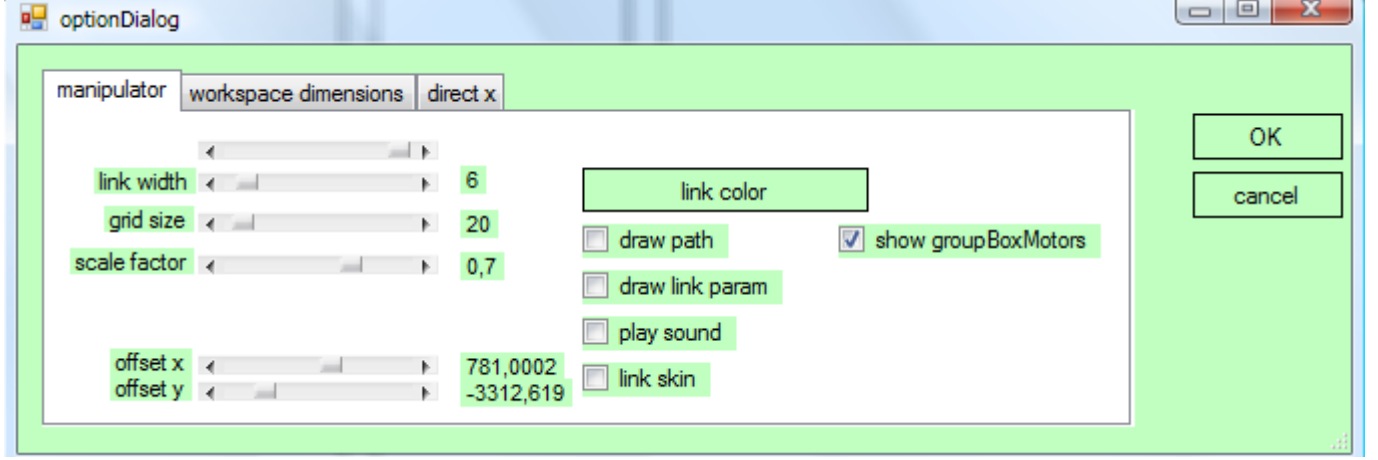 optionDialog
manipulator workspace dimensions direct x
OK
cancel
link width 6
grid size 20
scale factor 0,7
offset x 781,0002
offset y -3312,619
link color
draw path
show groupBoxMotors
draw link param
play sound
link skin